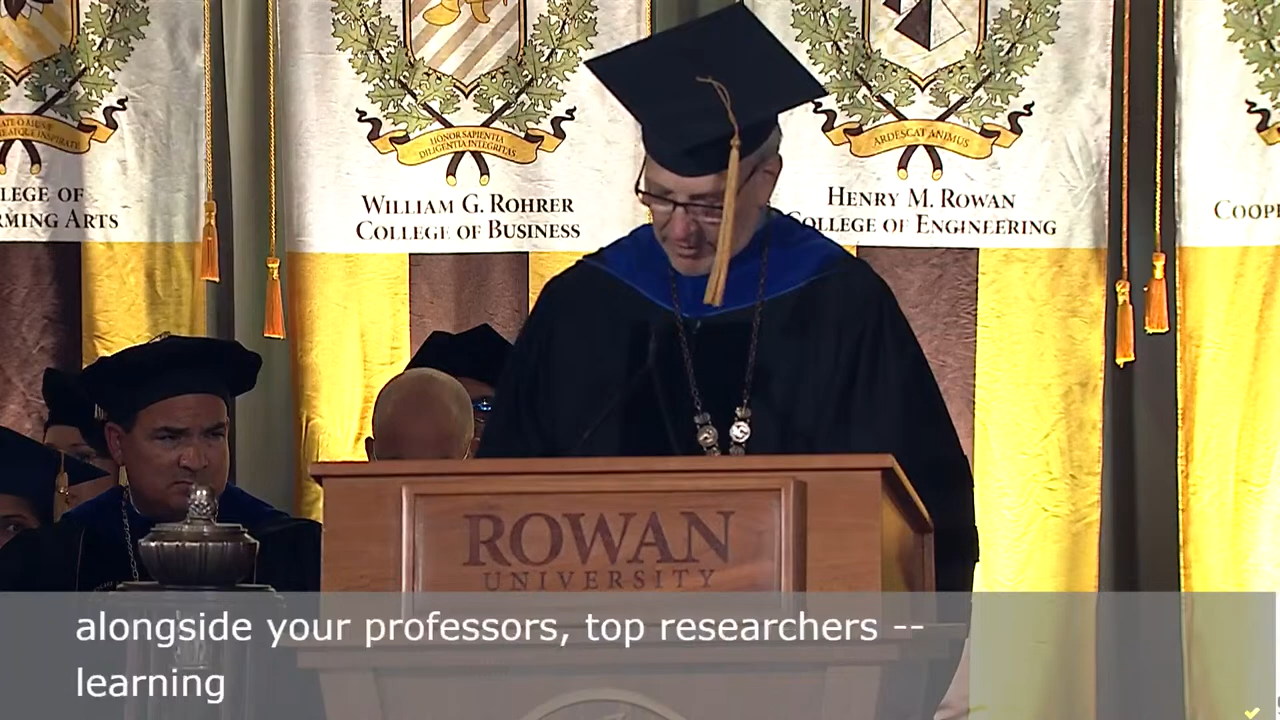 HONOR SAPIENTIA
DILIGENTIA INTEGRITAS
ARDESCAT ANIMUS
LEGE OF
RMING ARTS
WILLIAM G. ROHRER
COLLEGE OF BUSINESS
HENRY M. ROWAN
COLLEGE OF ENGINEERING
COOP
ROWAN
UNIVERSITY
alongside your professors, top researchers --
learning